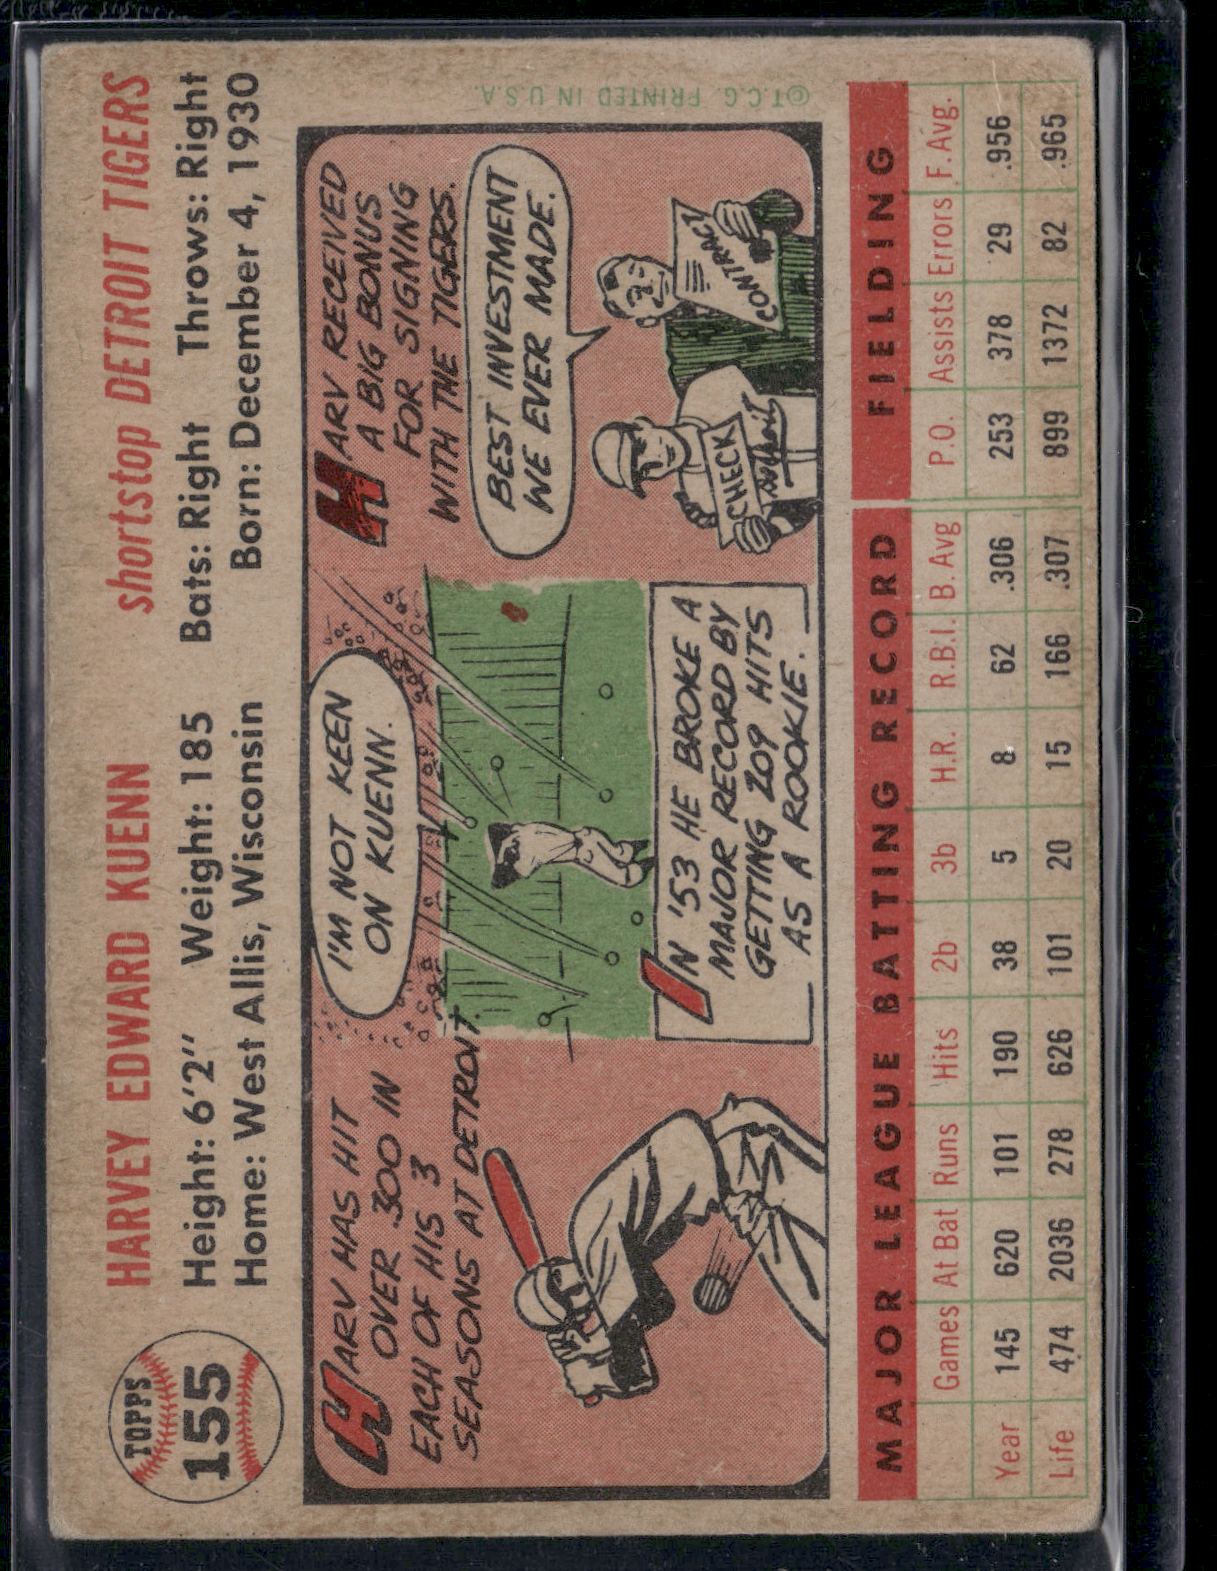 TOPPS
155
HARVEY EDWARD KUENN shortstop DETROIT TIGERS
Height: 6'2" Weight: 185 Bats: Right Throws: Right
Home: West Allis, Wisconsin Born: December 4, 1930
HARV HAS HIT
OVER .300 IN
EACH OF HIS 3
SEASONS AT DETROIT.
I'M NOT KEEN
ON KUENN.
IN '53 HE BROKE A
MAJOR RECORD BY
GETTING 209 HITS
AS A ROOKIE.
HARV RECEIVED
A BIG BONUS
FOR SIGNING
WITH THE TIGERS.
BEST INVESTMENT
WE EVER MADE.
CHECK
Detroit
CONTRACT
©T.C.G. PRINTED IN U.S.A.
MAJOR LEAGUE BATTING RECORD FIELDING
Games At Bat Runs Hits 2b 3b H.R. R.B.I. B. Avg P.O. Assists Errors F. Avg.
Year 145 620 101 190 38 5 8 62 .306 253 378 29 .956
Life 474 2036 278 626 101 20 15 166 .307 899 1372 82 .965